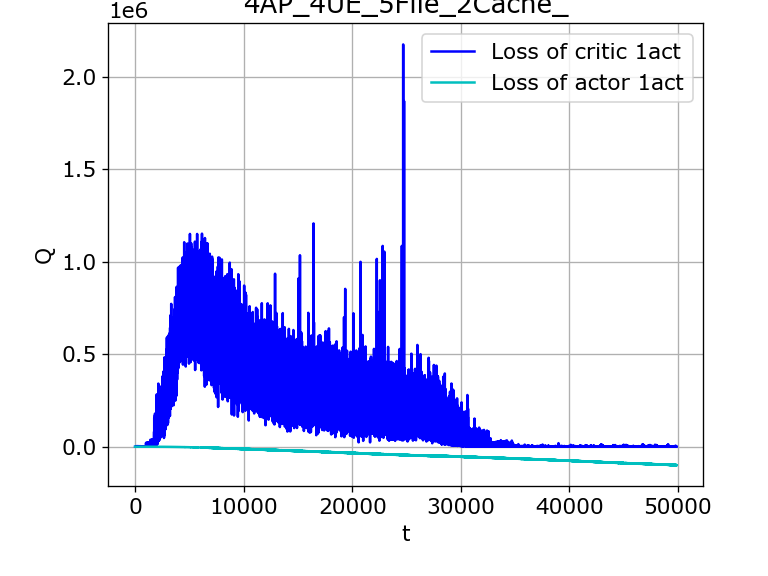 4AP_4UE_5File_2Cache_
1e6
Loss of critic 1act
Loss of actor 1act
2.0
1.5
1.0
0.5
0.0
Q
0
10000
20000
30000
40000
50000
t